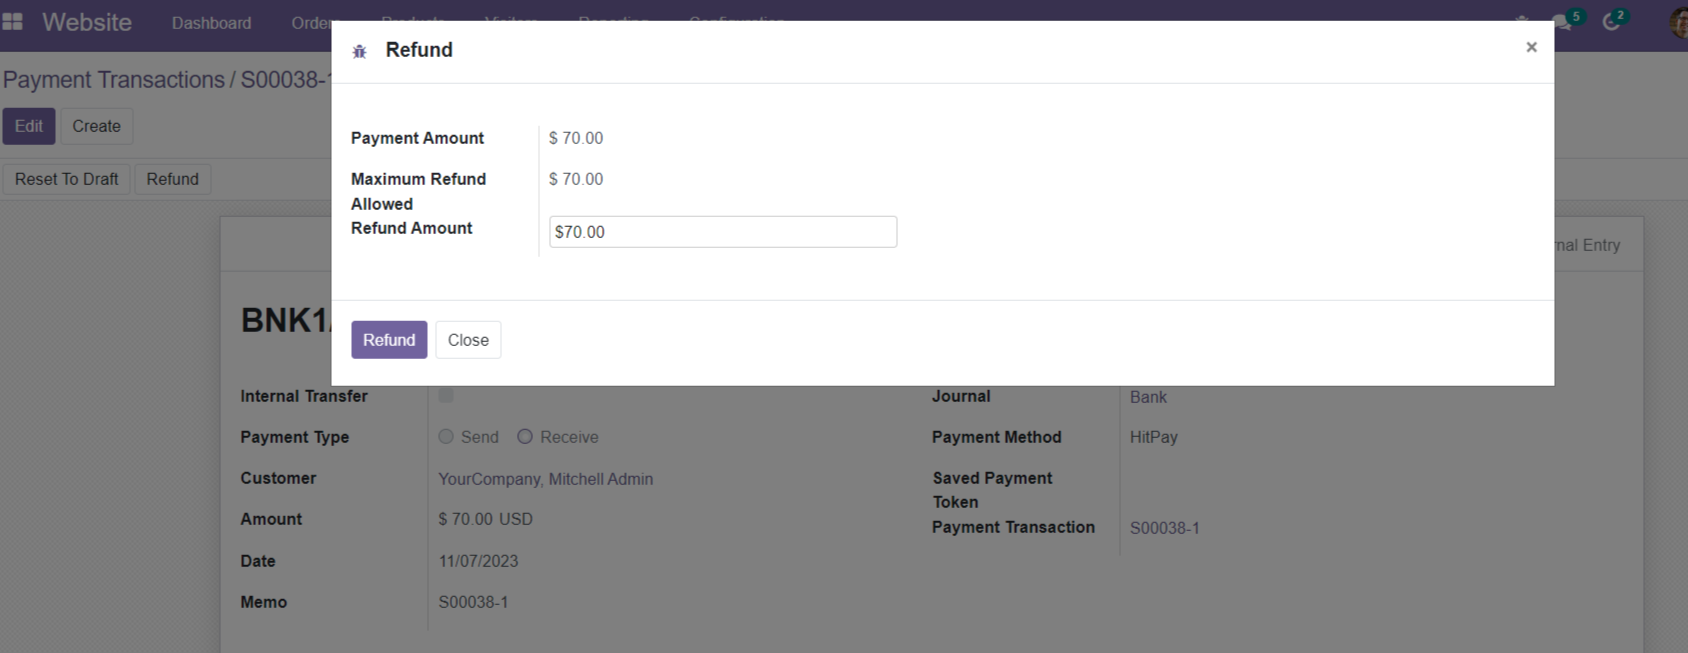 Website Dashboard
5 2
Refund ×
Payment Transactions / S00038-1
Edit Create
Payment Amount $ 70.00
Reset To Draft Refund
Maximum Refund Allowed $ 70.00
Refund Amount $70.00
Entry
BNK1
Refund Close
Internal Transfer
Journal Bank
Payment Type Send Receive
Payment Method HitPay
Customer YourCompany, Mitchell Admin
Saved Payment Token
Amount $ 70.00 USD
Payment Transaction S00038-1
Date 11/07/2023
Memo S00038-1